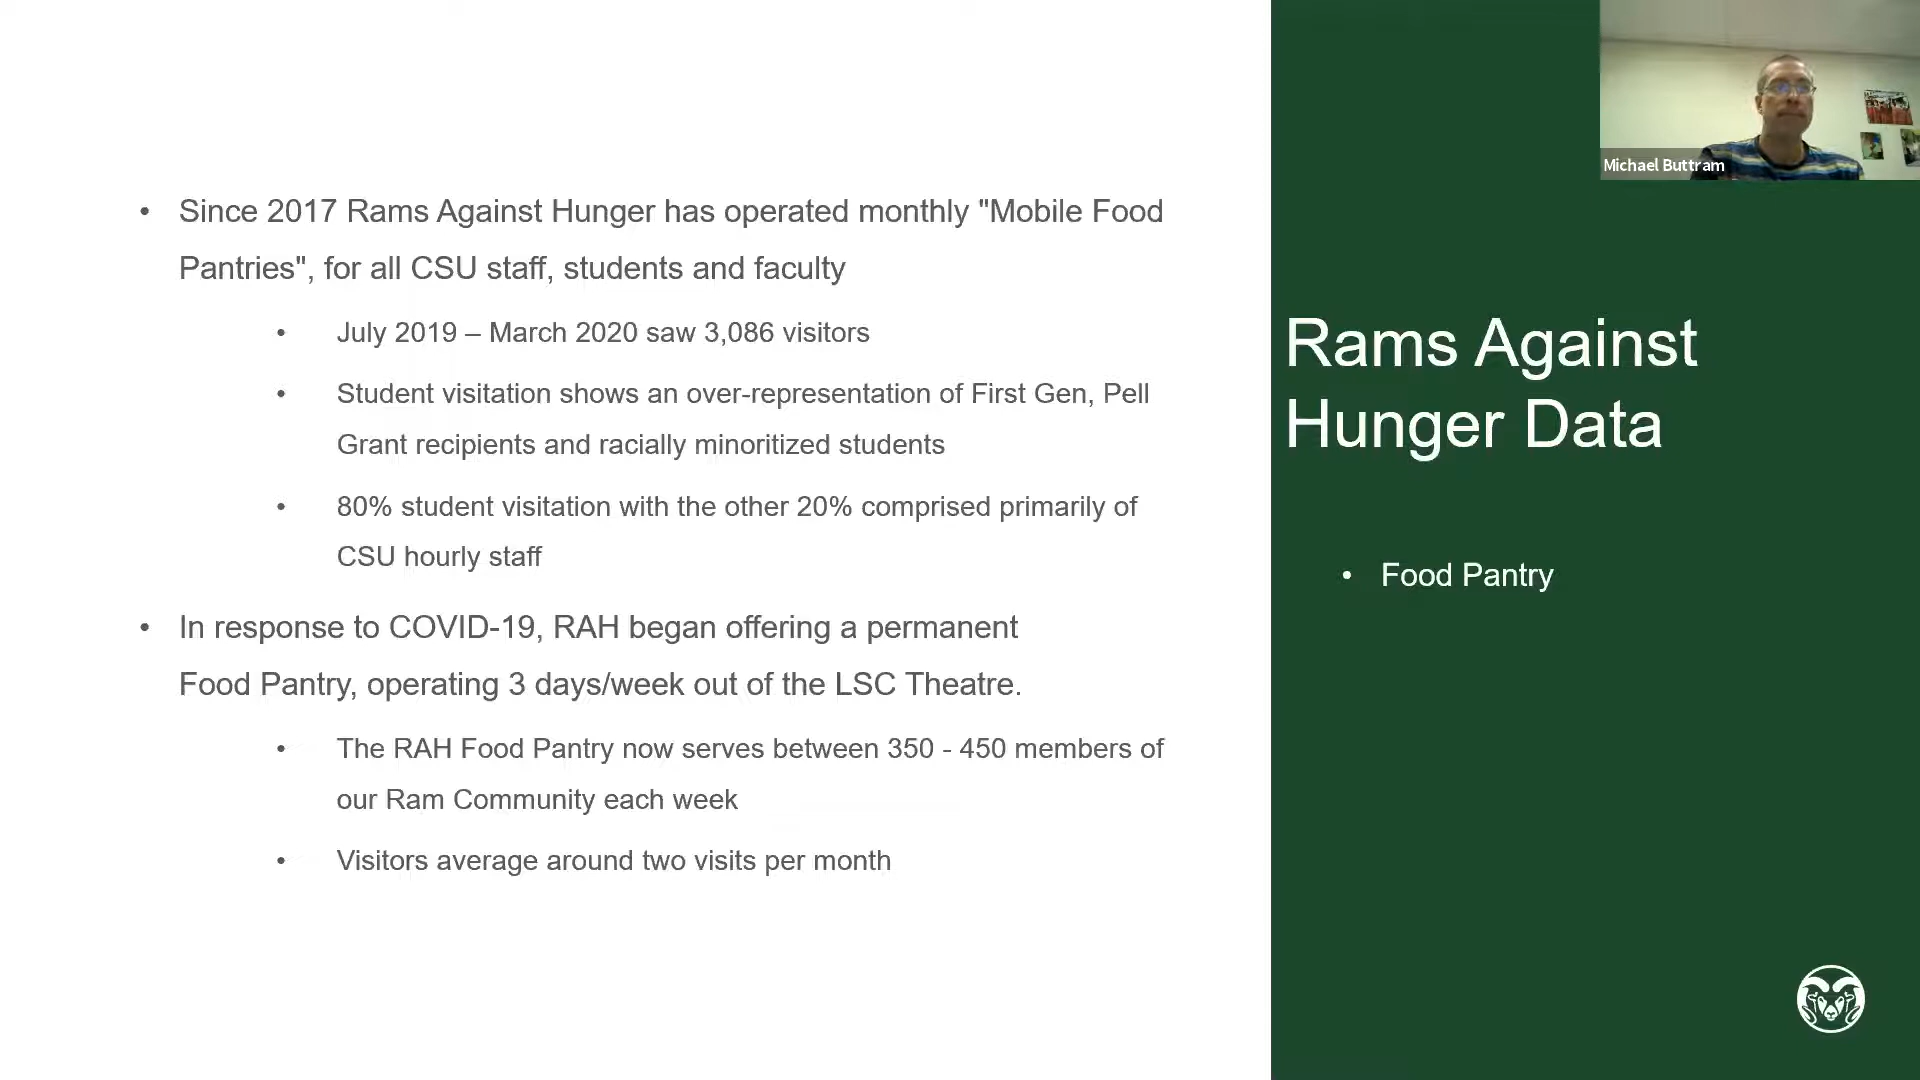 • Since 2017 Rams Against Hunger has operated monthly "Mobile Food
Pantries", for all CSU staff, students and faculty
• July 2019 – March 2020 saw 3,086 visitors
• Student visitation shows an over-representation of First Gen, Pell
Grant recipients and racially minoritized students
• 80% student visitation with the other 20% comprised primarily of
CSU hourly staff
• In response to COVID-19, RAH began offering a permanent
Food Pantry, operating 3 days/week out of the LSC Theatre.
• The RAH Food Pantry now serves between 350 - 450 members of
our Ram Community each week
• Visitors average around two visits per month
Michael Buttram
Rams Against
Hunger Data
• Food Pantry